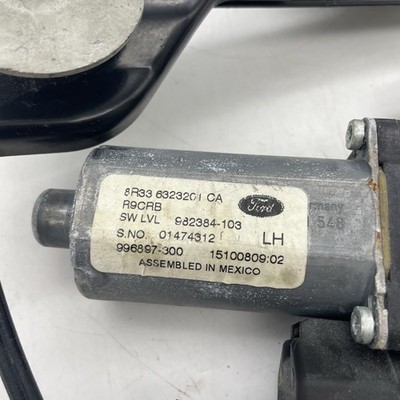 8R33 6323201 CA
R9CRB
Ford
SW LVL 982384-103
S.NO. 01474312 LH
996897-300 15100809:02
ASSEMBLED IN MEXICO